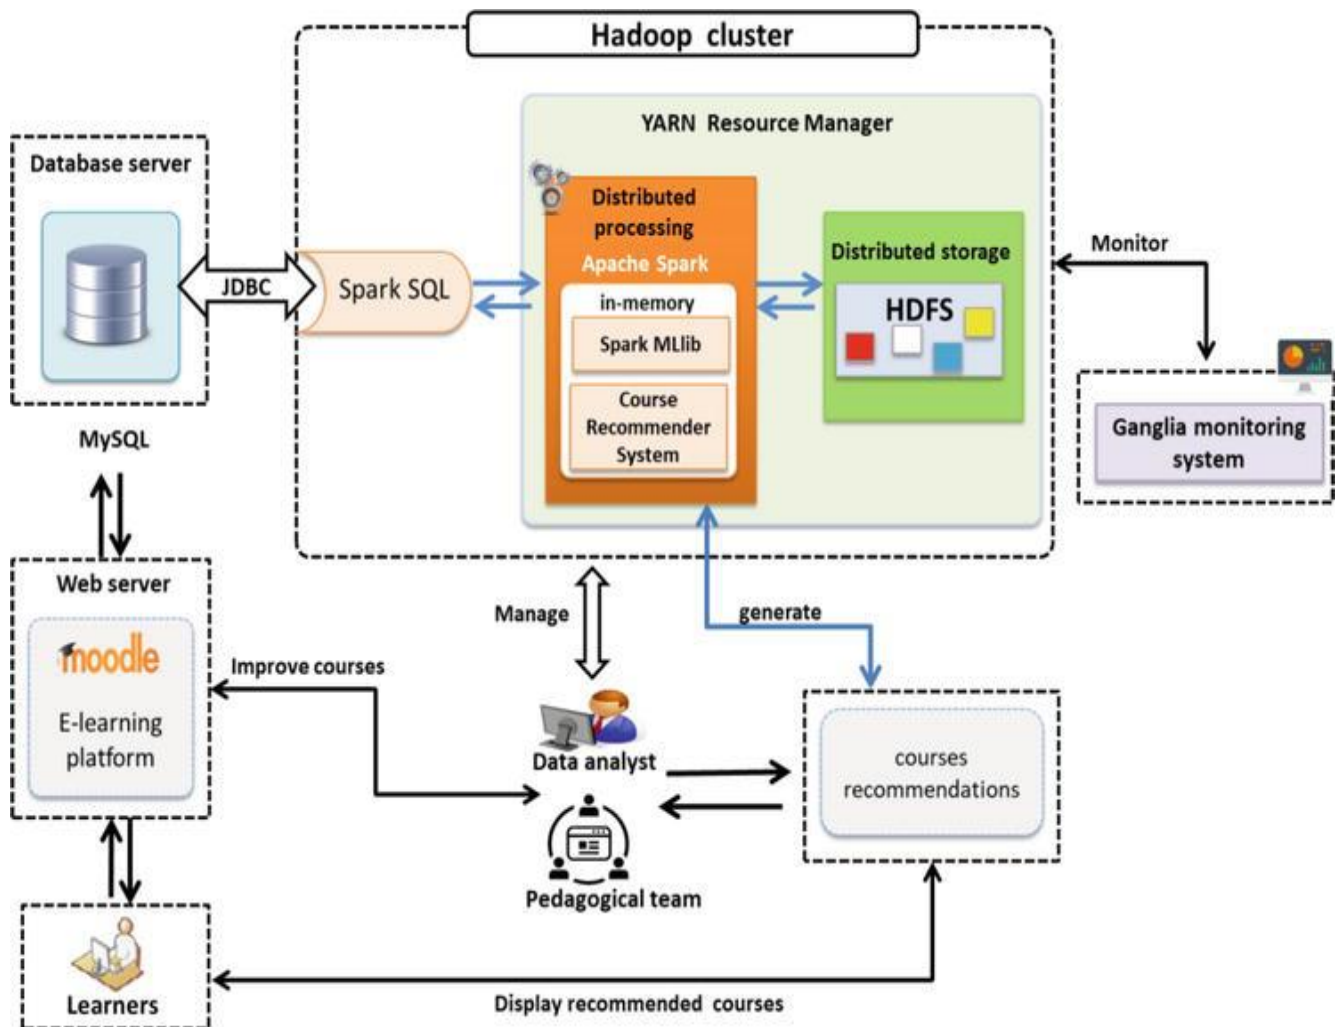 Hadoop cluster
YARN Resource Manager
Database server
Distributed
processing
Apache Spark
in-memory
Spark MLlib
Course
Recommender
System
Distributed storage
HDFS
Monitor
JDBC
Spark SQL
Ganglia monitoring
system
MySQL
Web server
moodle
E-learning
platform
Manage
generate
Improve courses
Data analyst
Pedagogical team
courses
recommendations
Learners
Display recommended courses